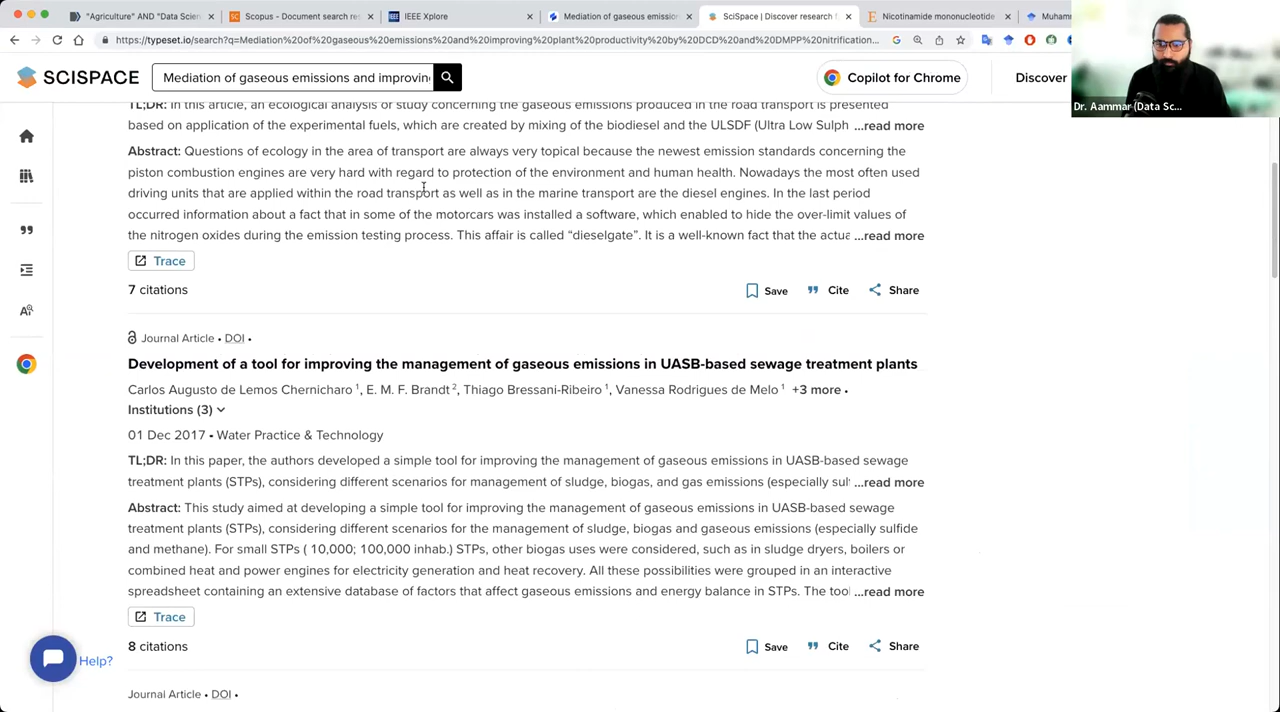 "Agriculture" AND "Data Scien
Scopus - Document search res
IEEE Xplore
Mediation of gaseous emission
SciSpace | Discover research f
Nicotinamide mononucleotide
Muhamm
https://typeset.io/search?q=Mediation%20of%20gaseous%20emissions%20and%20improving%20plant%20productivity%20by%20DCD%20and%20DMPP%20nitrification...
SCISPACE
Mediation of gaseous emissions and improvin
Copilot for Chrome
Discover
Dr. Aammar (Data Sc...
TL;DR: In this article, an ecological analysis or study concerning the gaseous emissions produced in the road transport is presented
based on application of the experimental fuels, which are created by mixing of the biodiesel and the ULSDF (Ultra Low Sulph ...read more
Abstract: Questions of ecology in the area of transport are always very topical because the newest emission standards concerning the
piston combustion engines are very hard with regard to protection of the environment and human health. Nowadays the most often used
driving units that are applied within the road transport as well as in the marine transport are the diesel engines. In the last period
occurred information about a fact that in some of the motorcars was installed a software, which enabled to hide the over-limit values of
the nitrogen oxides during the emission testing process. This affair is called “dieselgate”. It is a well-known fact that the actua ...read more
Trace
7 citations
Save
Cite
Share
Journal Article • DOI •
Development of a tool for improving the management of gaseous emissions in UASB-based sewage treatment plants
Carlos Augusto de Lemos Chernicharo 1, E. M. F. Brandt 2, Thiago Bressani-Ribeiro 1, Vanessa Rodrigues de Melo 1 +3 more •
Institutions (3)
01 Dec 2017 • Water Practice & Technology
TL;DR: In this paper, the authors developed a simple tool for improving the management of gaseous emissions in UASB-based sewage
treatment plants (STPs), considering different scenarios for management of sludge, biogas, and gas emissions (especially sul ...read more
Abstract: This study aimed at developing a simple tool for improving the management of gaseous emissions in UASB-based sewage
treatment plants (STPs), considering different scenarios for the management of sludge, biogas and gaseous emissions (especially sulfide
and methane). For small STPs ( 10,000; 100,000 inhab.) STPs, other biogas uses were considered, such as in sludge dryers, boilers or
combined heat and power engines for electricity generation and heat recovery. All these possibilities were grouped in an interactive
spreadsheet containing an extensive database of factors that affect gaseous emissions and energy balance in STPs. The tool ...read more
Trace
8 citations
Save
Cite
Share
Help?
Journal Article • DOI •